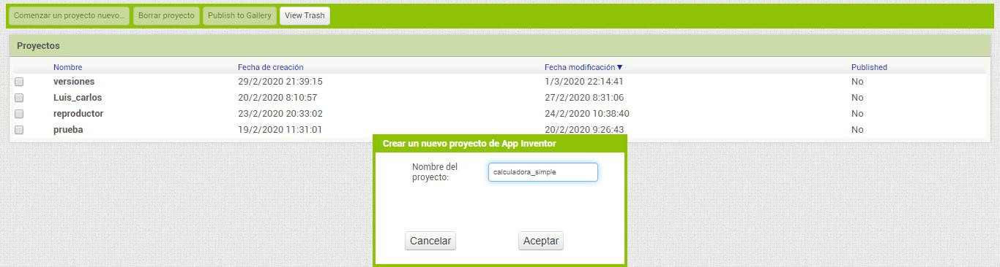 Comenzar un proyecto nuevo... Borrar proyecto Publish to Gallery View Trash
Proyectos
Nombre Fecha de creación Fecha modificación▼ Published
versiones 29/2/2020 21:39:15 1/3/2020 22:14:41 No
Luis_carlos 20/2/2020 8:10:57 27/2/2020 8:31:06 No
reproductor 23/2/2020 20:33:02 24/2/2020 10:38:40 No
prueba 19/2/2020 11:31:01 20/2/2020 9:26:43 No
Crear un nuevo proyecto de App Inventor
Nombre del
proyecto: calculadora_simple
Cancelar Aceptar